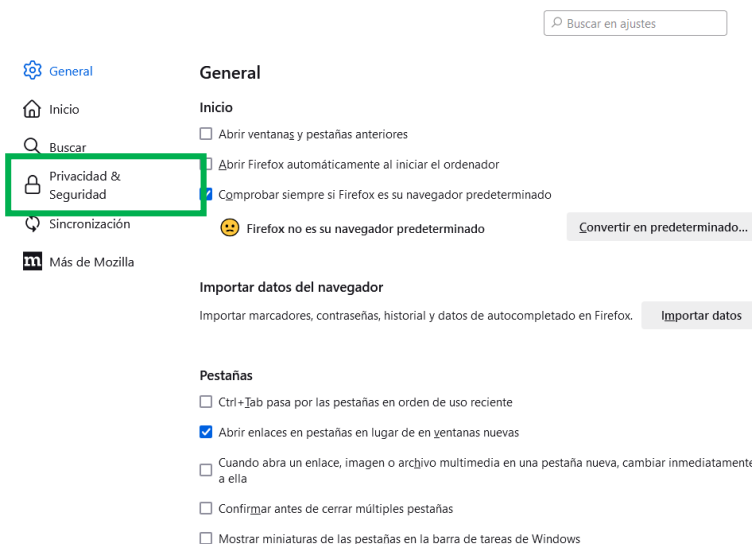 Buscar en ajustes
General
Inicio
Buscar
Privacidad &
Seguridad
Sincronización
m Más de Mozilla
General
Inicio
Abrir ventanas y pestañas anteriores
Abrir Firefox automáticamente al iniciar el ordenador
Comprobar siempre si Firefox es su navegador predeterminado
Firefox no es su navegador predeterminado
Convertir en predeterminado...
Importar datos del navegador
Importar marcadores, contraseñas, historial y datos de autocompletado en Firefox.
Importar datos
Pestañas
Ctrl+Tab pasa por las pestañas en orden de uso reciente
Abrir enlaces en pestañas en lugar de en ventanas nuevas
Cuando abra un enlace, imagen o archivo multimedia en una pestaña nueva, cambiar inmediatamente
a ella
Confirmar antes de cerrar múltiples pestañas
Mostrar miniaturas de las pestañas en la barra de tareas de Windows